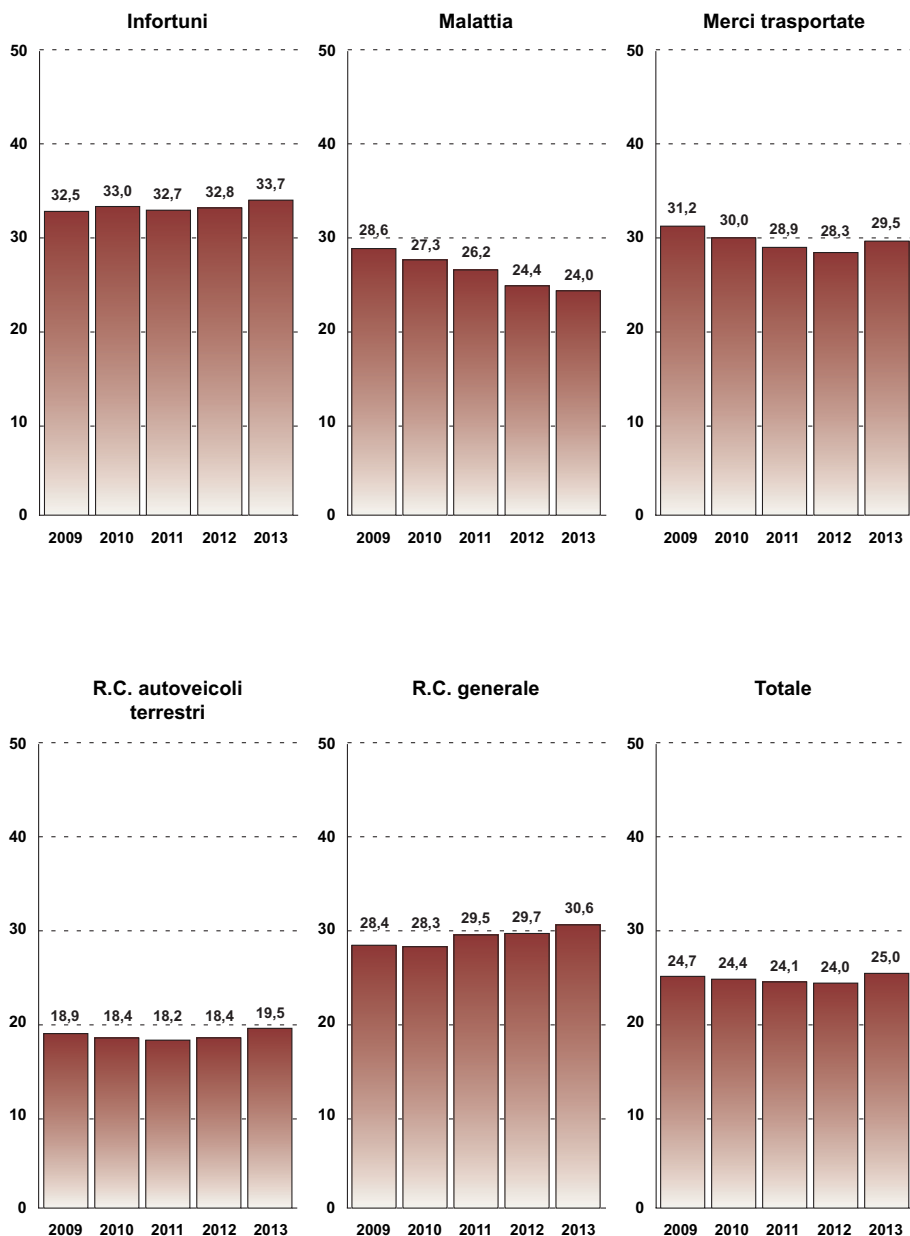 Infortuni
50
40
30
20
10
0
32,5 33,0 32,7 32,8 33,7
2009 2010 2011 2012 2013
Malattia
50
40
30
20
10
0
28,6 27,3 26,2 24,4 24,0
2009 2010 2011 2012 2013
Merci trasportate
50
40
30
20
10
0
31,2 30,0 28,9 28,3 29,5
2009 2010 2011 2012 2013
R.C. autoveicoli
terrestri
50
40
30
20
10
0
18,9 18,4 18,2 18,4 19,5
2009 2010 2011 2012 2013
R.C. generale
50
40
30
20
10
0
28,4 28,3 29,5 29,7 30,6
2009 2010 2011 2012 2013
Totale
50
40
30
20
10
0
24,7 24,4 24,1 24,0 25,0
2009 2010 2011 2012 2013